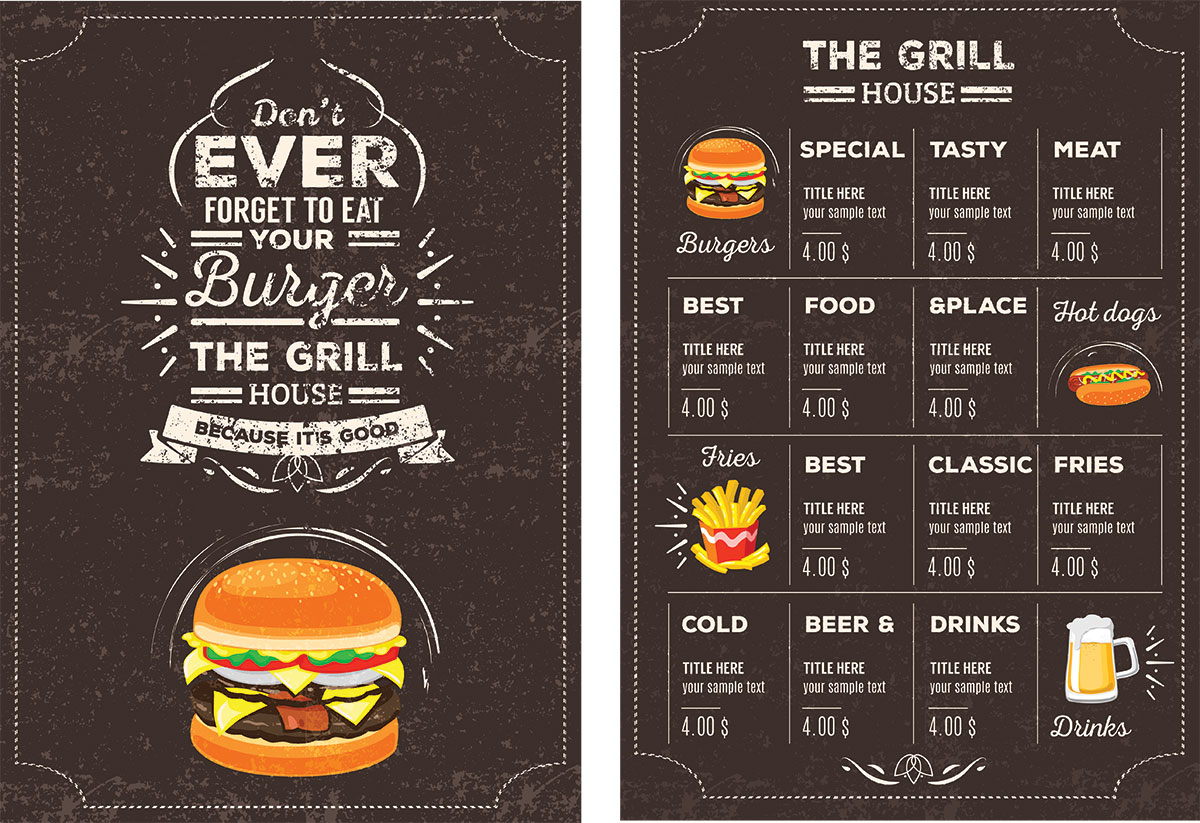 Don't
EVER
FORGET TO EAT
YOUR
Burger
THE GRILL
HOUSE
BECAUSE IT'S GOOD
THE GRILL
HOUSE
Burgers
SPECIAL TASTY MEAT
TITLE HERE TITLE HERE TITLE HERE
your sample text your sample text your sample text
4.00 $ 4.00 $ 4.00 $
BEST FOOD &PLACE
TITLE HERE TITLE HERE TITLE HERE
your sample text your sample text your sample text
4.00 $ 4.00 $ 4.00 $
Hot dogs
Fries
BEST CLASSIC FRIES
TITLE HERE TITLE HERE TITLE HERE
your sample text your sample text your sample text
4.00 $ 4.00 $ 4.00 $
COLD BEER & DRINKS
TITLE HERE TITLE HERE TITLE HERE
your sample text your sample text your sample text
4.00 $ 4.00 $ 4.00 $
Drinks